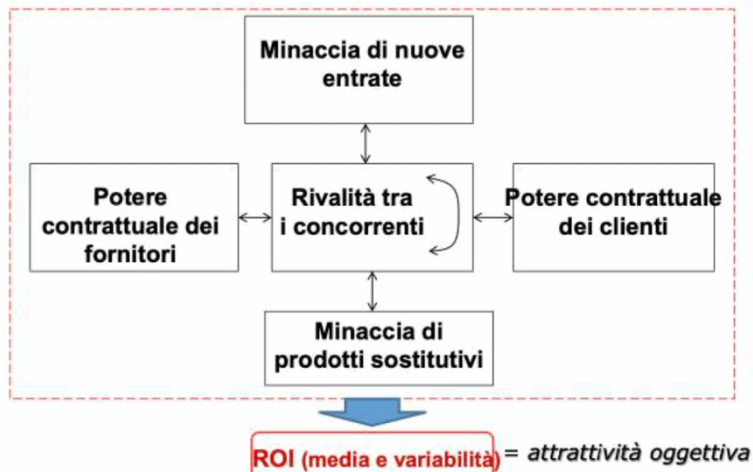 Minaccia di nuove
entrate
Potere
contrattuale dei
fornitori
Rivalità tra
i concorrenti
Potere contrattuale
dei clienti
Minaccia di
prodotti sostitutivi
ROI (media e variabilità) = attrattività oggettiva